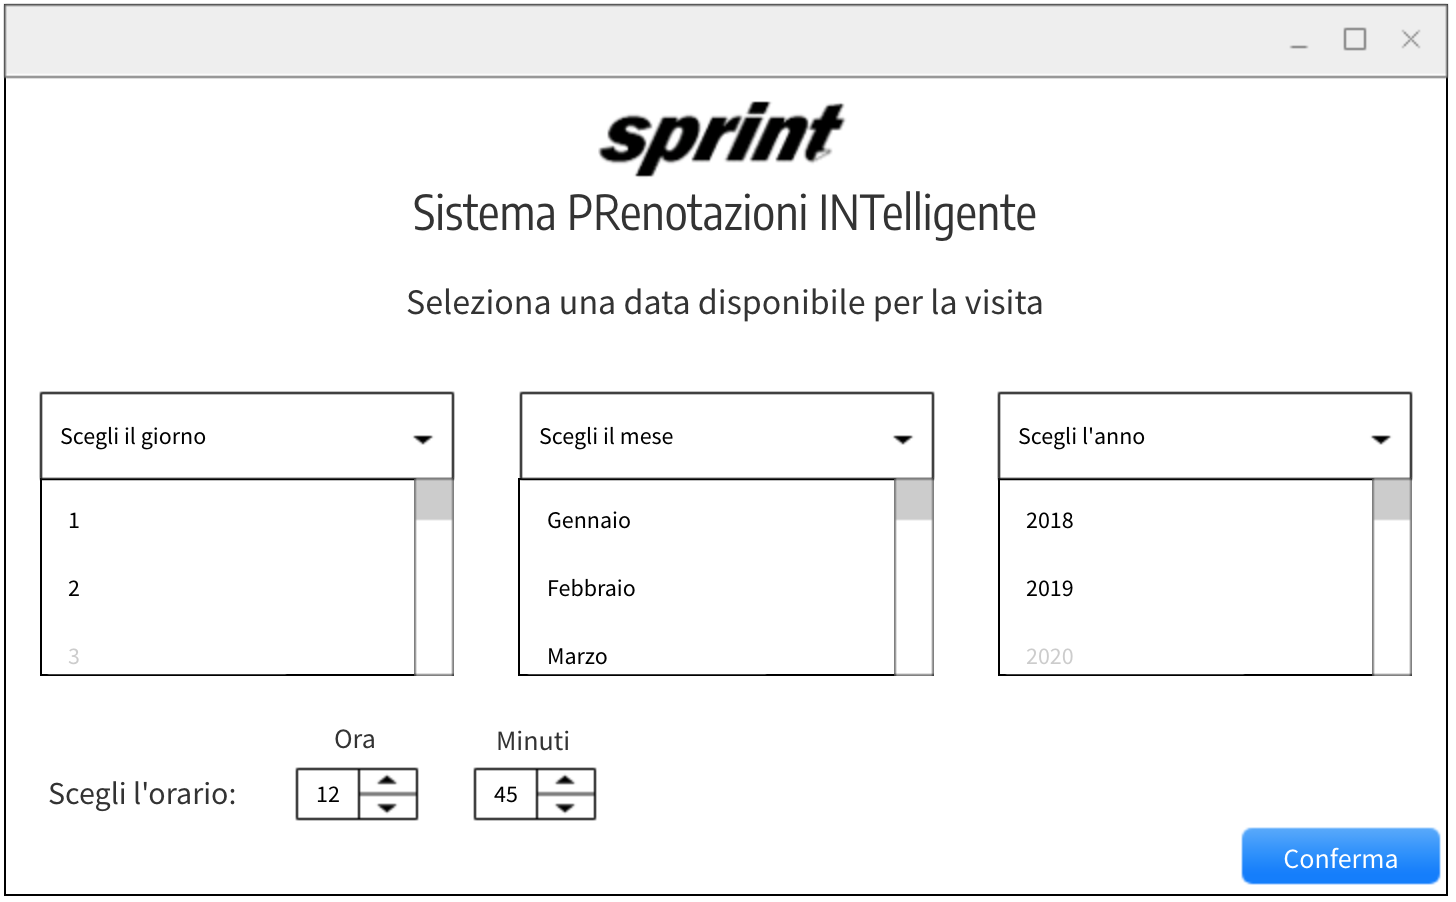 sprint
Sistema PRenotazioni INTelligente
Seleziona una data disponibile per la visita
Scegli il giorno
1
2
3
Scegli il mese
Gennaio
Febbraio
Marzo
Scegli l'anno
2018
2019
2020
Ora
Minuti
Scegli l'orario:
12
45
Conferma